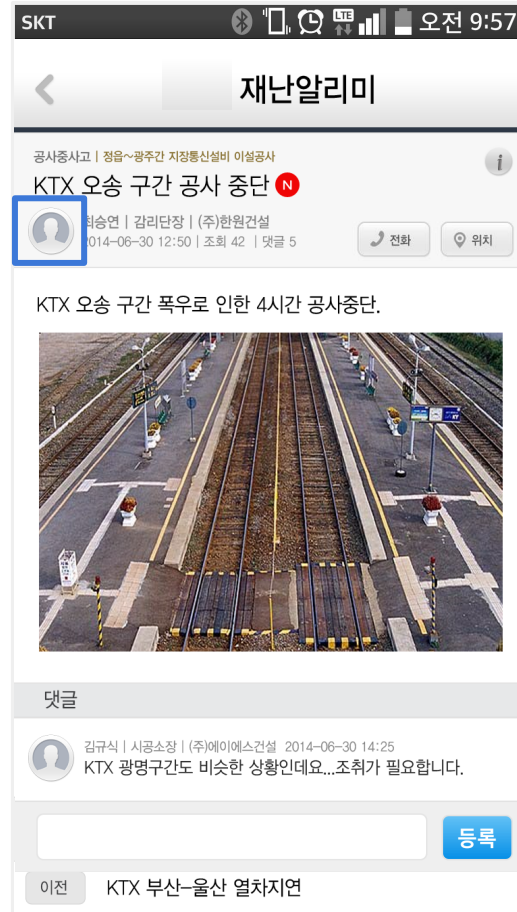 SKT LTE 오전 9:57
재난알리미
공사중사고 | 정읍~광주간 지장통신설비 이설공사
KTX 오송 구간 공사 중단 N
최승연 | 감리단장 | (주)한원건설
2014-06-30 12:50 | 조회 42 | 댓글 5
전화
위치
KTX 오송 구간 폭우로 인한 4시간 공사중단.
댓글
김규식 | 시공소장 | (주)에이에스건설 2014-06-30 14:25
KTX 광명구간도 비슷한 상황인데요...조취가 필요합니다.
등록
이전 KTX 부산-울산 열차지연